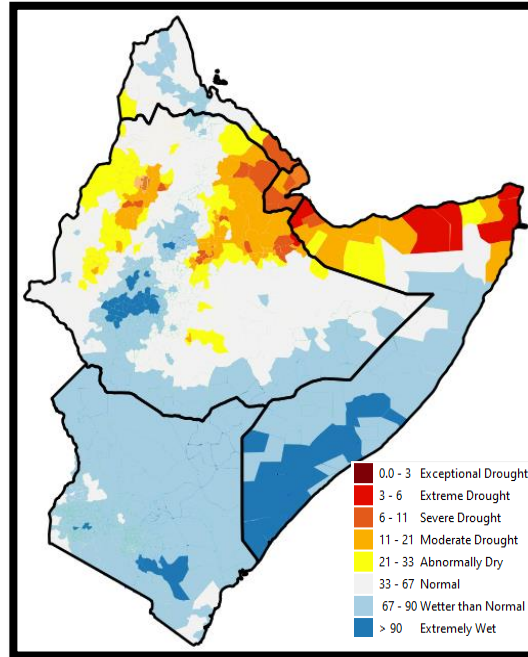 0.0 - 3 Exceptional Drought
3 - 6 Extreme Drought
6 - 11 Severe Drought
11 - 21 Moderate Drought
21 - 33 Abnormally Dry
33 - 67 Normal
67 - 90 Wetter than Normal
> 90 Extremely Wet